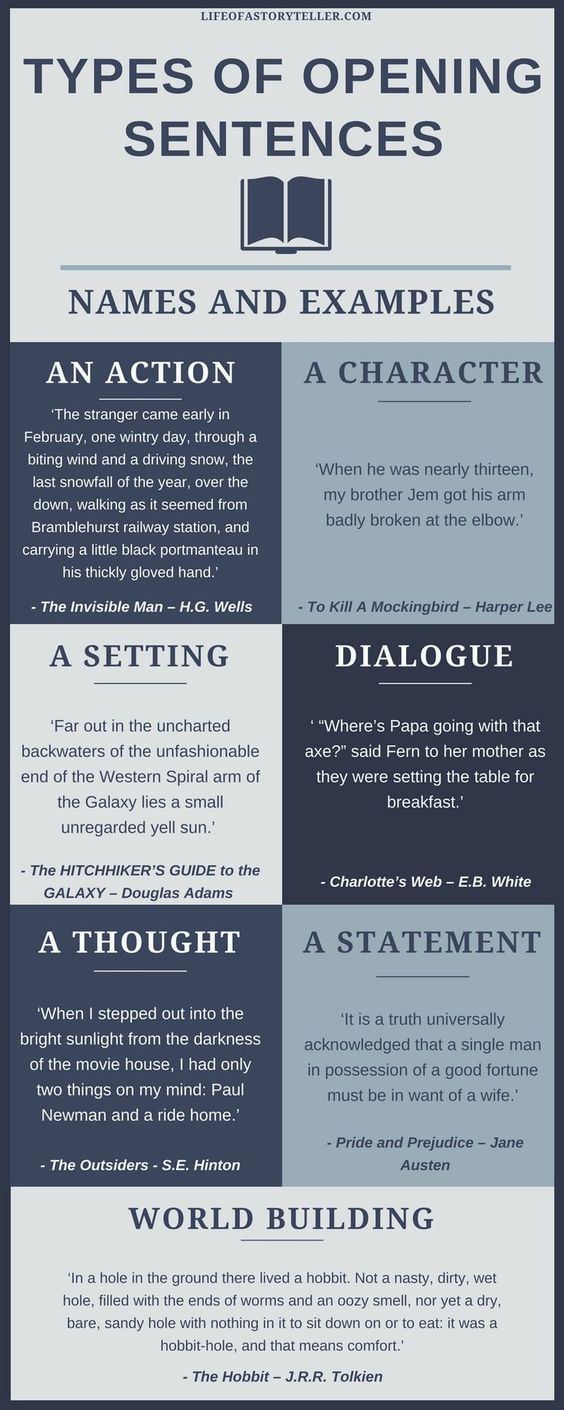 LIFEOFASTORYTELLER.COM
TYPES OF OPENING
SENTENCES
NAMES AND EXAMPLES
AN ACTION
‘The stranger came early in
February, one wintry day, through a
biting wind and a driving snow, the
last snowfall of the year, over the
down, walking as it seemed from
Bramblehurst railway station, and
carrying a little black portmanteau in
his thickly gloved hand.’
- The Invisible Man – H.G. Wells
A CHARACTER
‘When he was nearly thirteen,
my brother Jem got his arm
badly broken at the elbow.’
- To Kill A Mockingbird – Harper Lee
A SETTING
‘Far out in the uncharted
backwaters of the unfashionable
end of the Western Spiral arm of
the Galaxy lies a small
unregarded yell sun.’
- The HITCHHIKER’S GUIDE to the
GALAXY – Douglas Adams
DIALOGUE
‘ “Where’s Papa going with that
axe?” said Fern to her mother as
they were setting the table for
breakfast.’
- Charlotte’s Web – E.B. White
A THOUGHT
‘When I stepped out into the
bright sunlight from the darkness
of the movie house, I had only
two things on my mind: Paul
Newman and a ride home.’
- The Outsiders - S.E. Hinton
A STATEMENT
‘It is a truth universally
acknowledged that a single man
in possession of a good fortune
must be in want of a wife.’
- Pride and Prejudice – Jane
Austen
WORLD BUILDING
‘In a hole in the ground there lived a hobbit. Not a nasty, dirty, wet
hole, filled with the ends of worms and an oozy smell, nor yet a dry,
bare, sandy hole with nothing in it to sit down on or to eat: it was a
hobbit-hole, and that means comfort.’
- The Hobbit – J.R.R. Tolkien